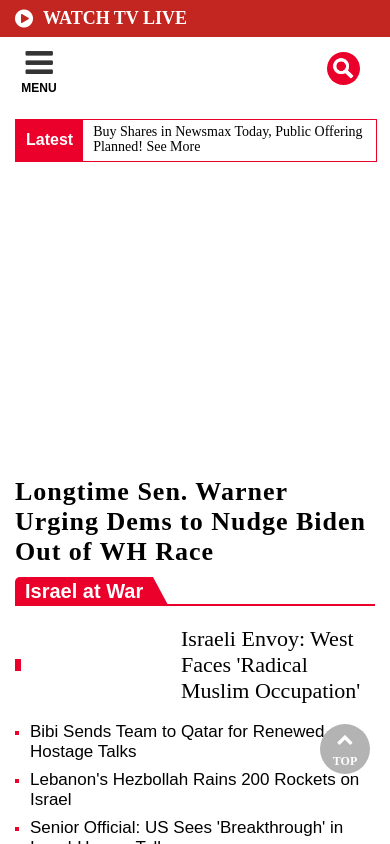 WATCH TV LIVE
MENU
Latest
Buy Shares in Newsmax Today, Public Offering
Planned! See More
Longtime Sen. Warner
Urging Dems to Nudge Biden
Out of WH Race
Israel at War
Israeli Envoy: West
Faces 'Radical
Muslim Occupation'
Bibi Sends Team to Qatar for Renewed
Hostage Talks
TOP
Lebanon's Hezbollah Rains 200 Rockets on
Israel
Senior Official: US Sees 'Breakthrough' in